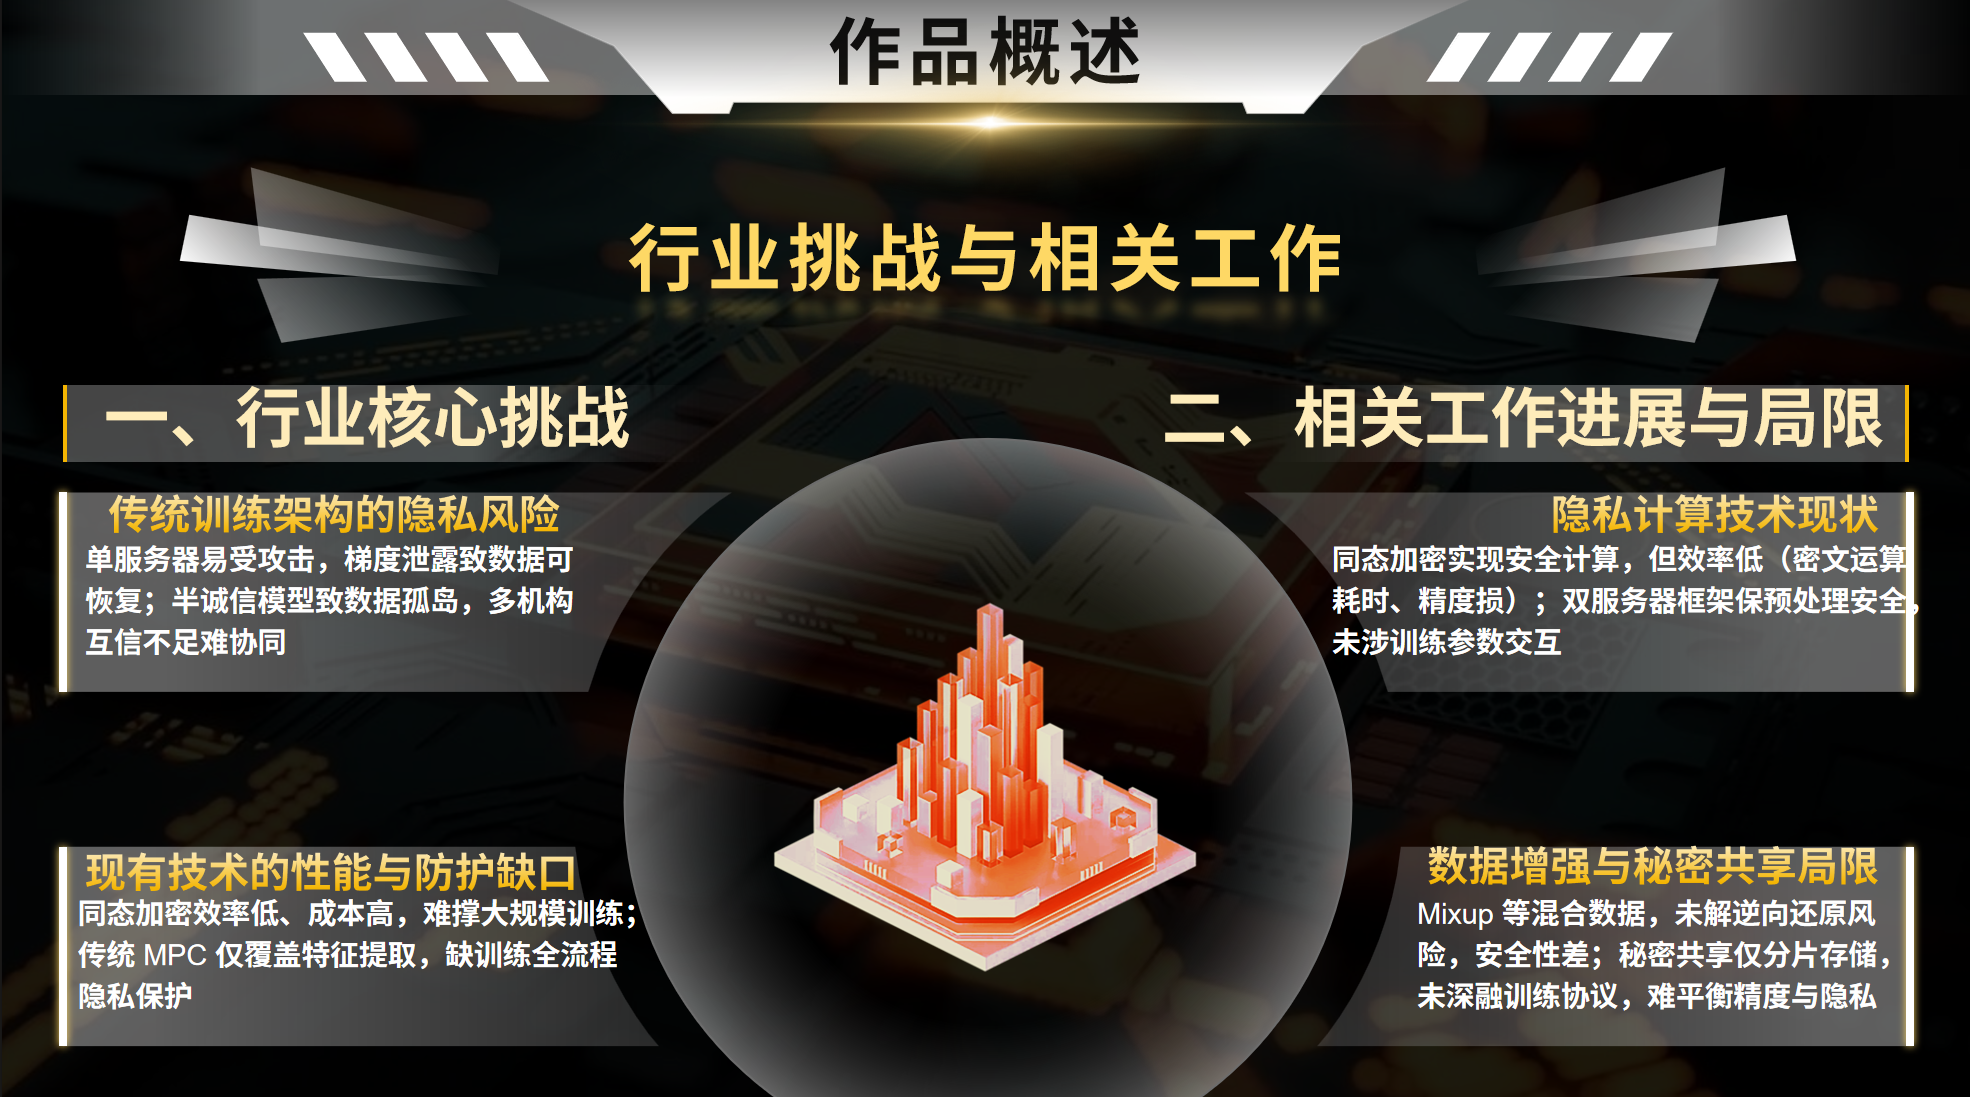 作品概述
行业挑战与相关工作
一、行业核心挑战
传统训练架构的隐私风险
单服务器易受攻击，梯度泄露致数据可
恢复；半诚信模型致数据孤岛，多机构
互信不足难协同
现有技术的性能与防护缺口
同态加密效率低、成本高，难撑大规模训练；
传统 MPC 仅覆盖特征提取，缺训练全流程
隐私保护
二、相关工作进展与局限
隐私计算技术现状
同态加密实现安全计算，但效率低（密文运算
耗时、精度损）；双服务器框架保预处理安全，
未涉训练参数交互
数据增强与秘密共享局限
Mixup 等混合数据，未解逆向还原风
险，安全性差；秘密共享仅分片存储，
未深融训练协议，难平衡精度与隐私